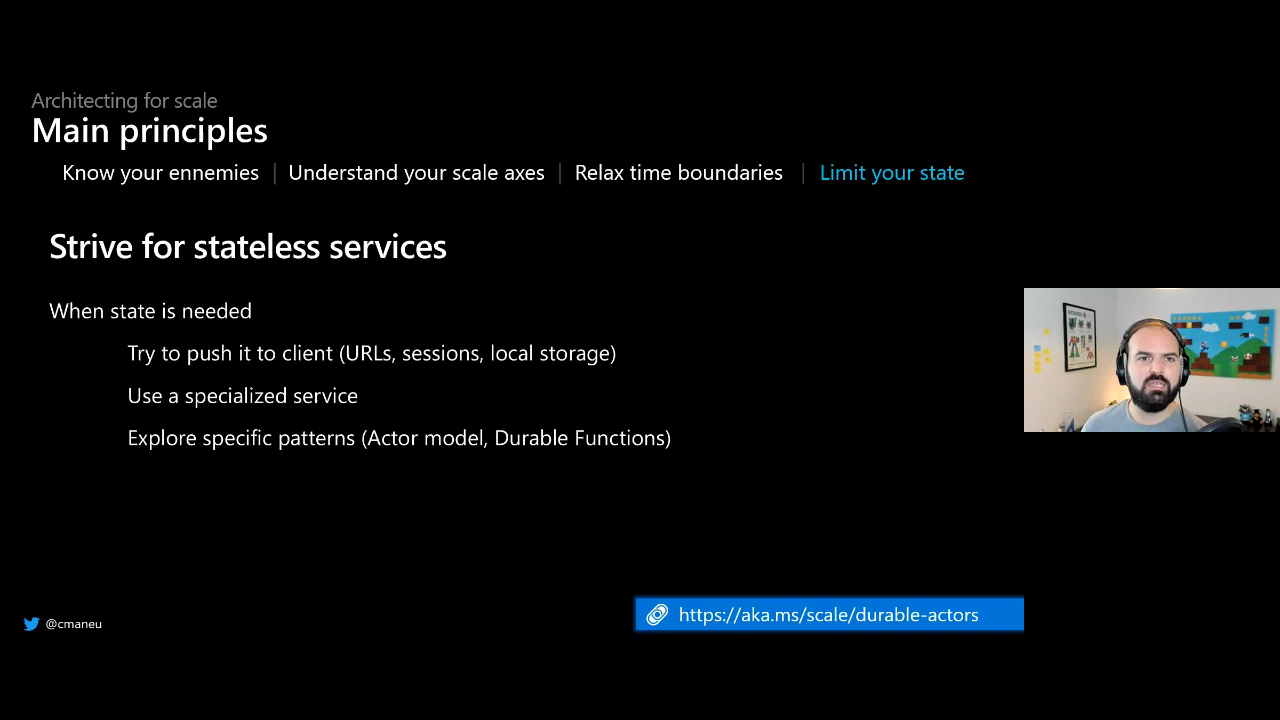 Architecting for scale
Main principles
Know your ennemies | Understand your scale axes | Relax time boundaries | Limit your state
Strive for stateless services
When state is needed
Try to push it to client (URLs, sessions, local storage)
Use a specialized service
Explore specific patterns (Actor model, Durable Functions)
@cmaneu
https://aka.ms/scale/durable-actors